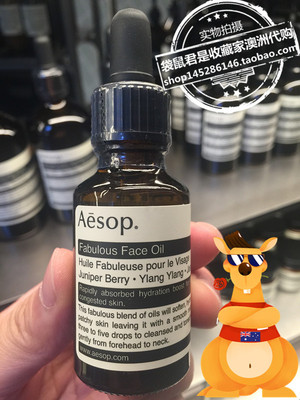 实物拍摄
袋鼠君是收藏家澳洲代购
shop145286146.taobao.com
Aēsop.
Fabulous Face Oil
Huile Fabuleuse pour le Visage
Juniper Berry • Ylang Ylang •
Rapidly absorbed hydration
congested skin.
This fabulous blend of oils will soften
patchy skin leaving it with a smooth
three to five drops to cleansed and
gently from forehead to neck.
www.aesop.com